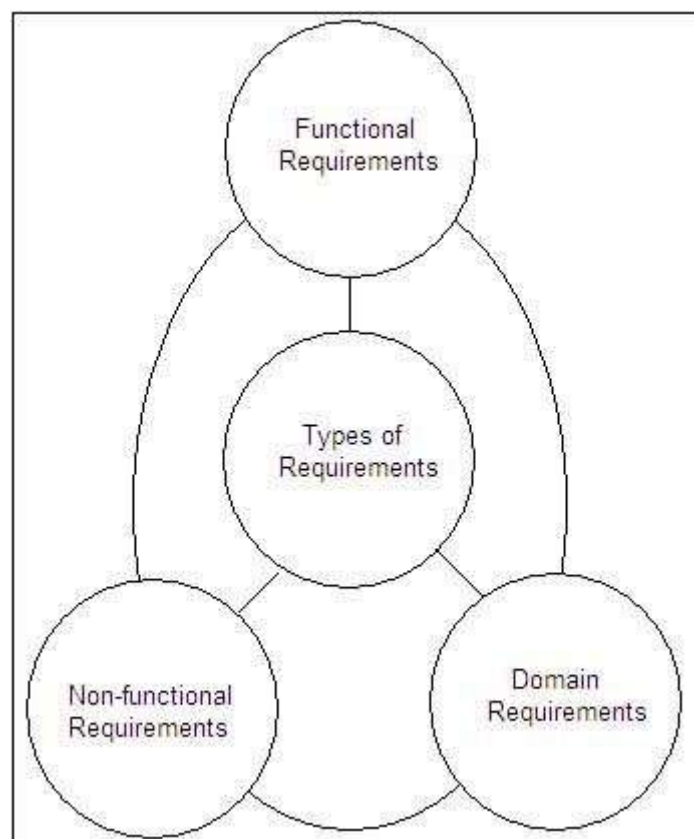 Functional
Requirements
Types of
Requirements
Non-functional
Requirements
Domain
Requirements